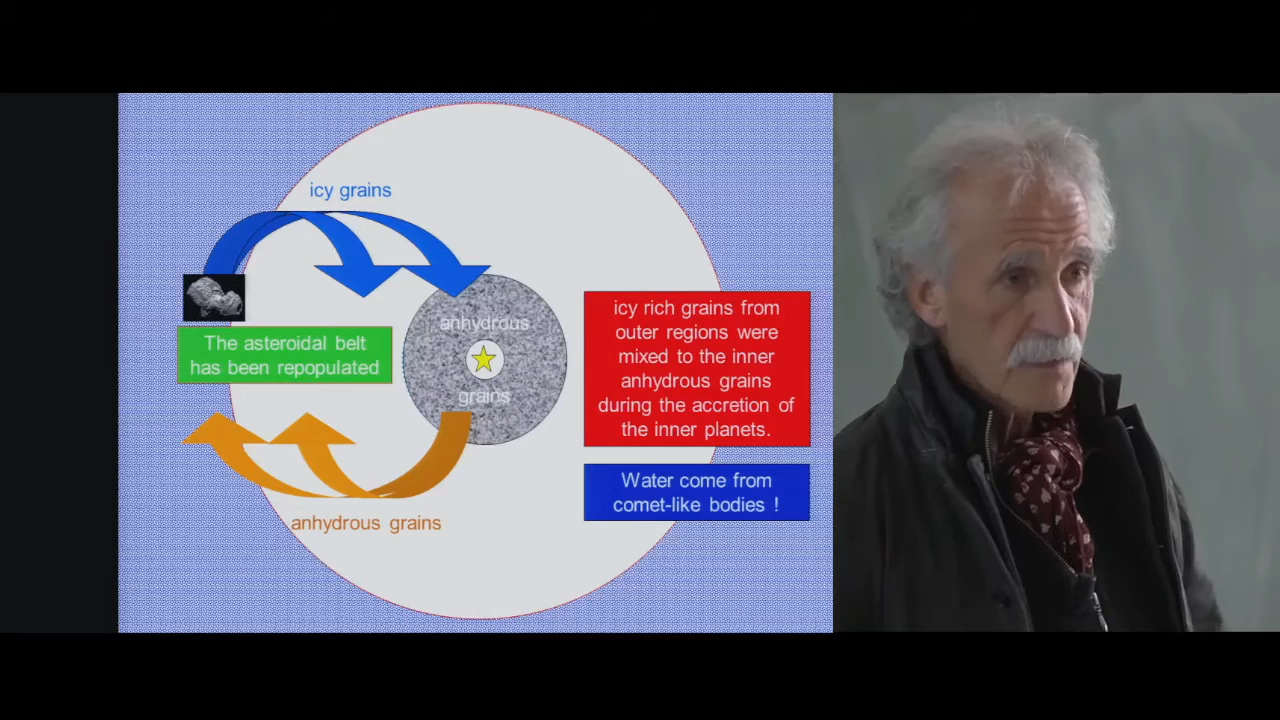 icy grains
The asteroidal belt
has been repopulated
anhydrous
grains
anhydrous grains
icy rich grains from
outer regions were
mixed to the inner
anhydrous grains
during the accretion of
the inner planets.
Water come from
comet-like bodies !